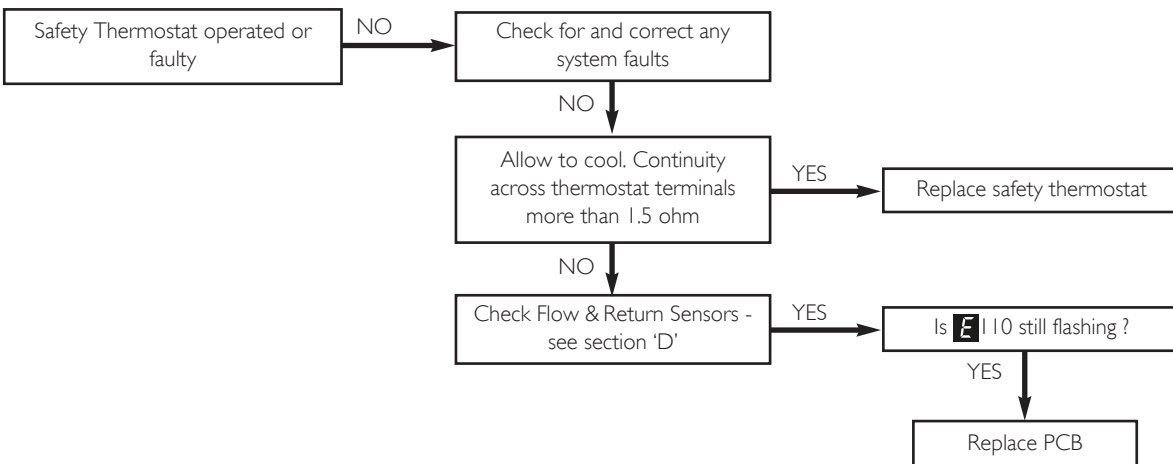 Safety Thermostat operated or
faulty
NO
Check for and correct any
system faults
NO
Allow to cool. Continuity
across thermostat terminals
more than 1.5 ohm
YES
Replace safety thermostat
NO
Check Flow & Return Sensors -
see section ‘D’
YES
Is E110 still flashing ?
YES
Replace PCB